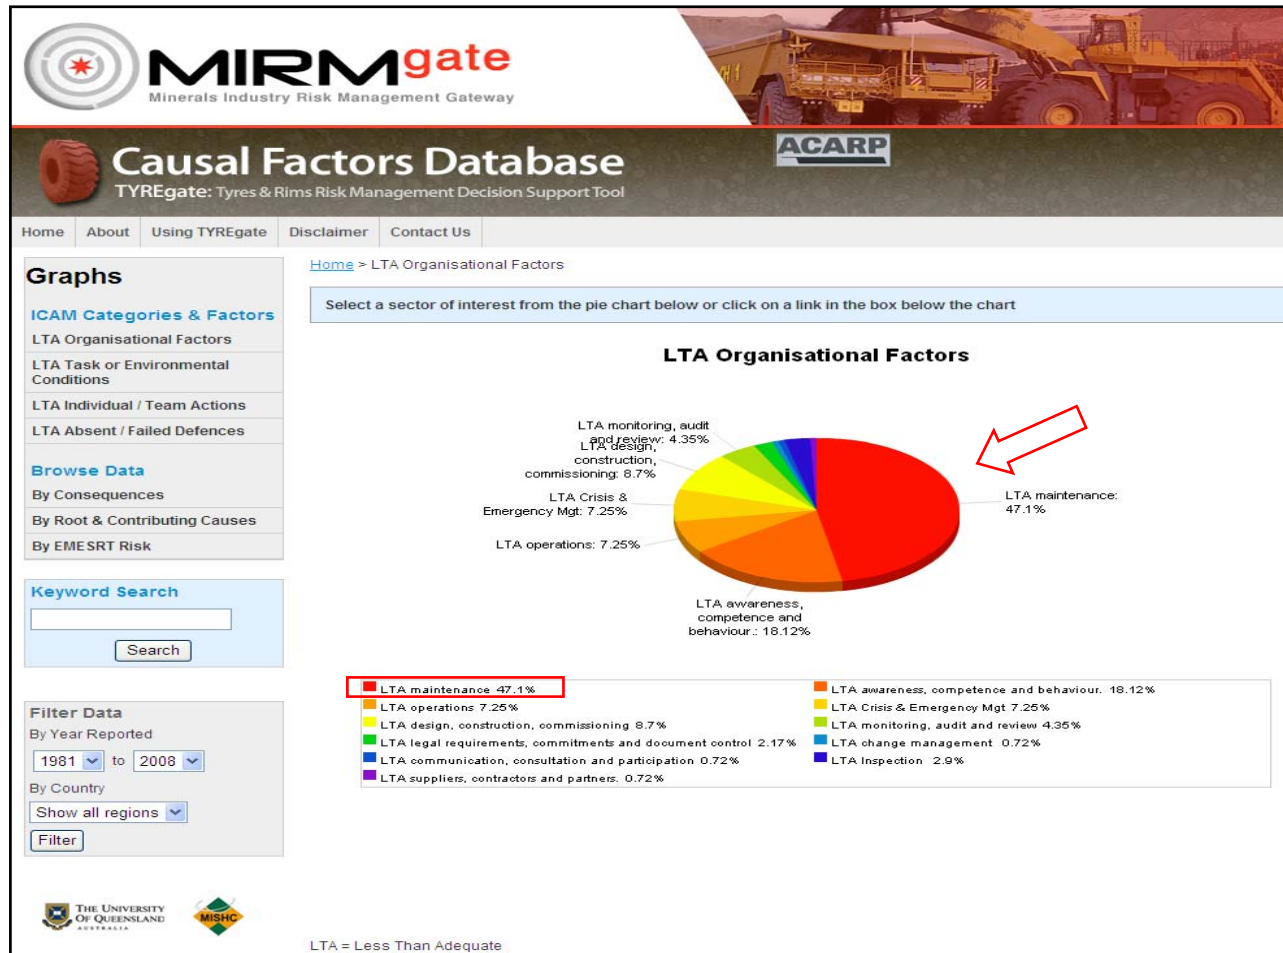 MIRMgate
Minerals Industry Risk Management Gateway
ACARP
Causal Factors Database
TYREgate: Tyres & Rims Risk Management Decision Support Tool
Home
About
Using TYREgate
Disclaimer
Contact Us
Graphs
ICAM Categories & Factors
LTA Organisational Factors
LTA Task or Environmental
Conditions
LTA Individual / Team Actions
LTA Absent / Failed Defences
Browse Data
By Consequences
By Root & Contributing Causes
By EMESRT Risk
Keyword Search
Search
Filter Data
By Year Reported
1981 to 2008
By Country
Show all regions
Filter
THE UNIVERSITY
OF QUEENSLAND
AUSTRALIA
MISHC
Home > LTA Organisational Factors
Select a sector of interest from the pie chart below or click on a link in the box below the chart
LTA Organisational Factors
LTA monitoring, audit
and review: 4.35%
LTA design,
construction,
commissioning: 8.7%
LTA Crisis &
Emergency Mgt: 7.25%
LTA operations: 7.25%
LTA awareness,
competence and
behaviour.: 18.12%
LTA maintenance:
47.1%
LTA maintenance 47.1%
LTA awareness, competence and behaviour. 18.12%
LTA operations 7.25%
LTA Crisis & Emergency Mgt 7.25%
LTA design, construction, commissioning 8.7%
LTA monitoring, audit and review 4.35%
LTA legal requirements, commitments and document control 2.17%
LTA change management 0.72%
LTA communication, consultation and participation 0.72%
LTA Inspection 2.9%
LTA suppliers, contractors and partners. 0.72%
LTA = Less Than Adequate